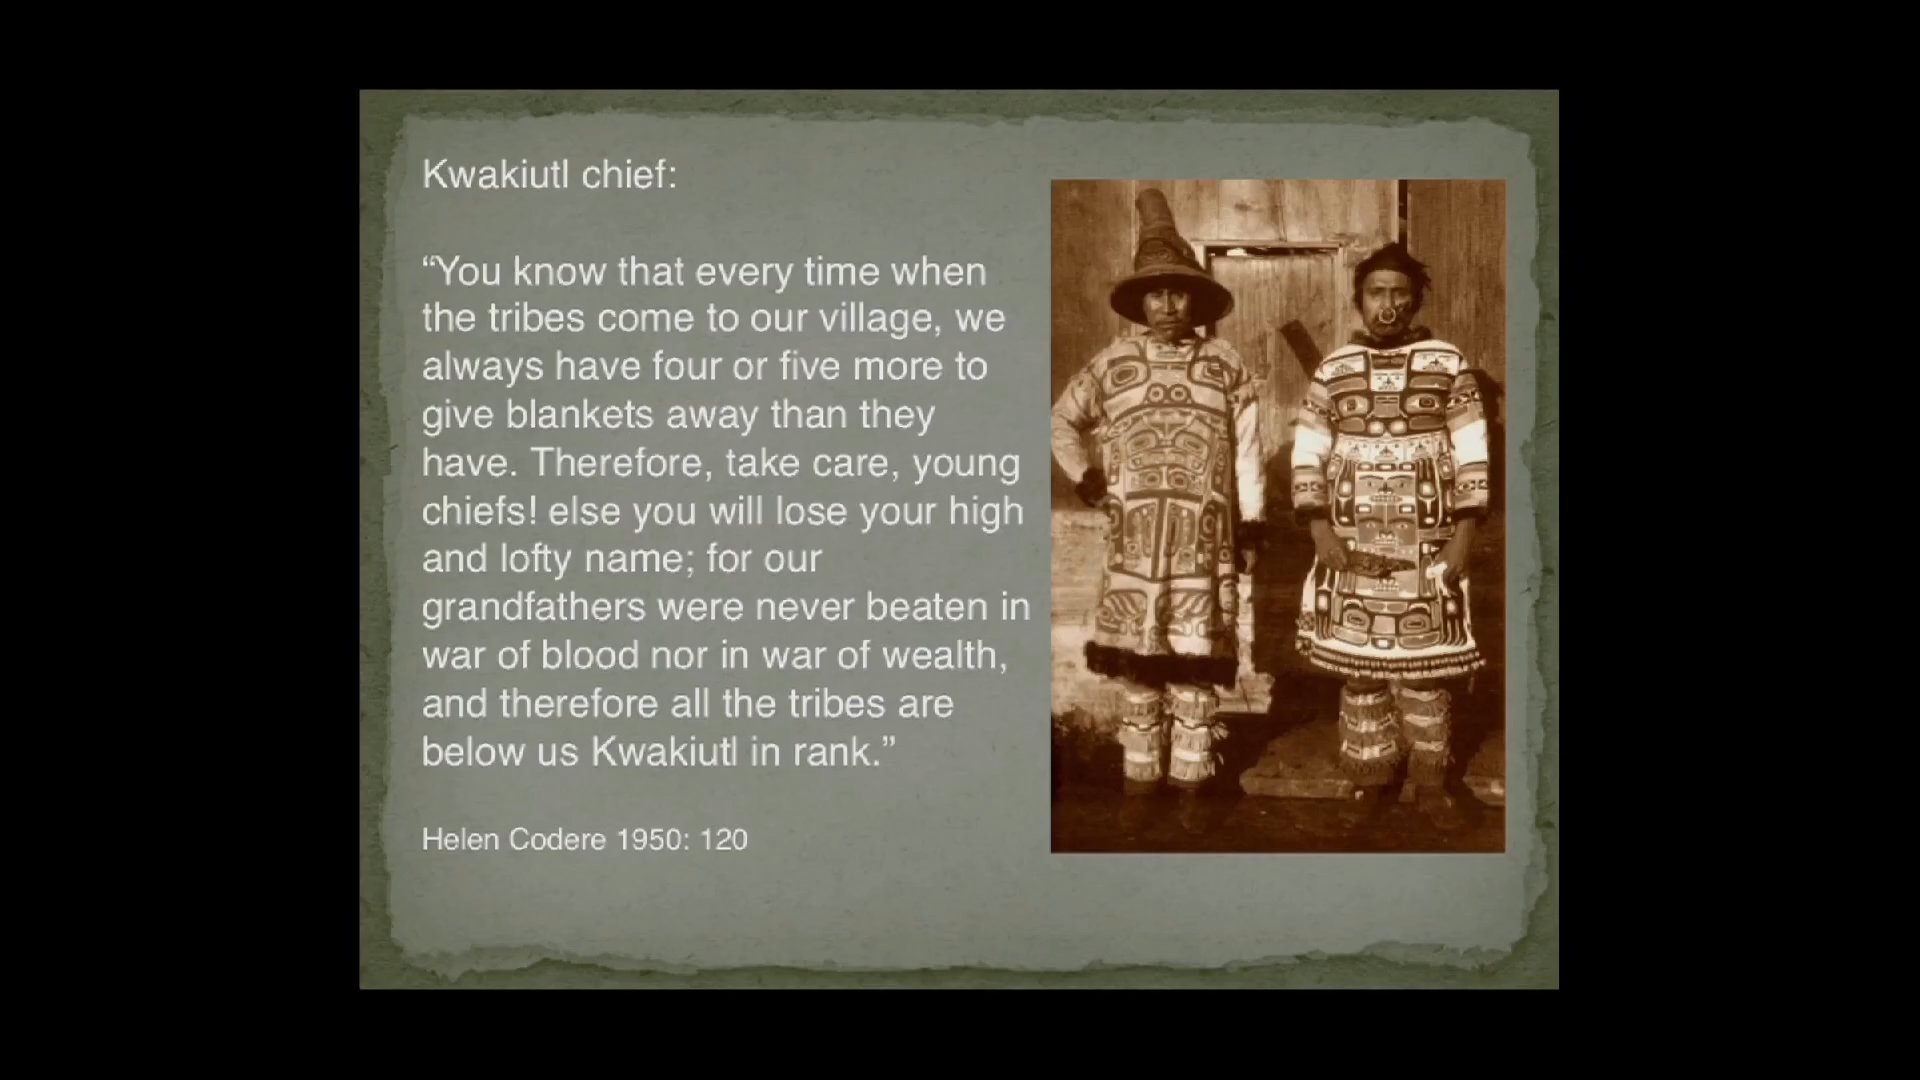 Kwakiutl chief:
“You know that every time when
the tribes come to our village, we
always have four or five more to
give blankets away than they
have. Therefore, take care, young
chiefs! else you will lose your high
and lofty name; for our
grandfathers were never beaten in
war of blood nor in war of wealth,
and therefore all the tribes are
below us Kwakiutl in rank.”
Helen Codere 1950: 120